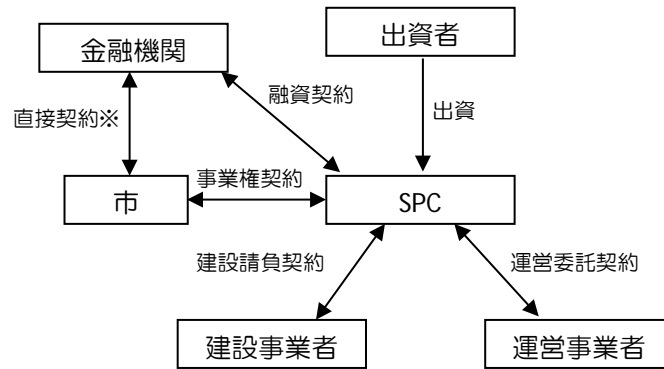 出資者
金融機関
融資契約
出資
直接契約※
事業権契約
市
SPC
建設請負契約
運営委託契約
建設事業者
運営事業者